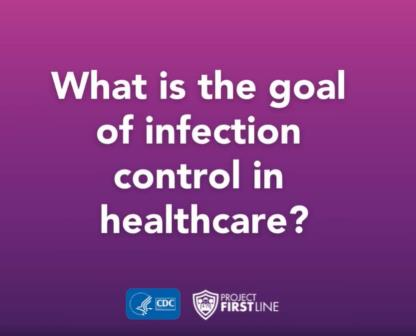 What is the goal
of infection
control in
healthcare?
CDC
PROJECT
FIRSTLINE